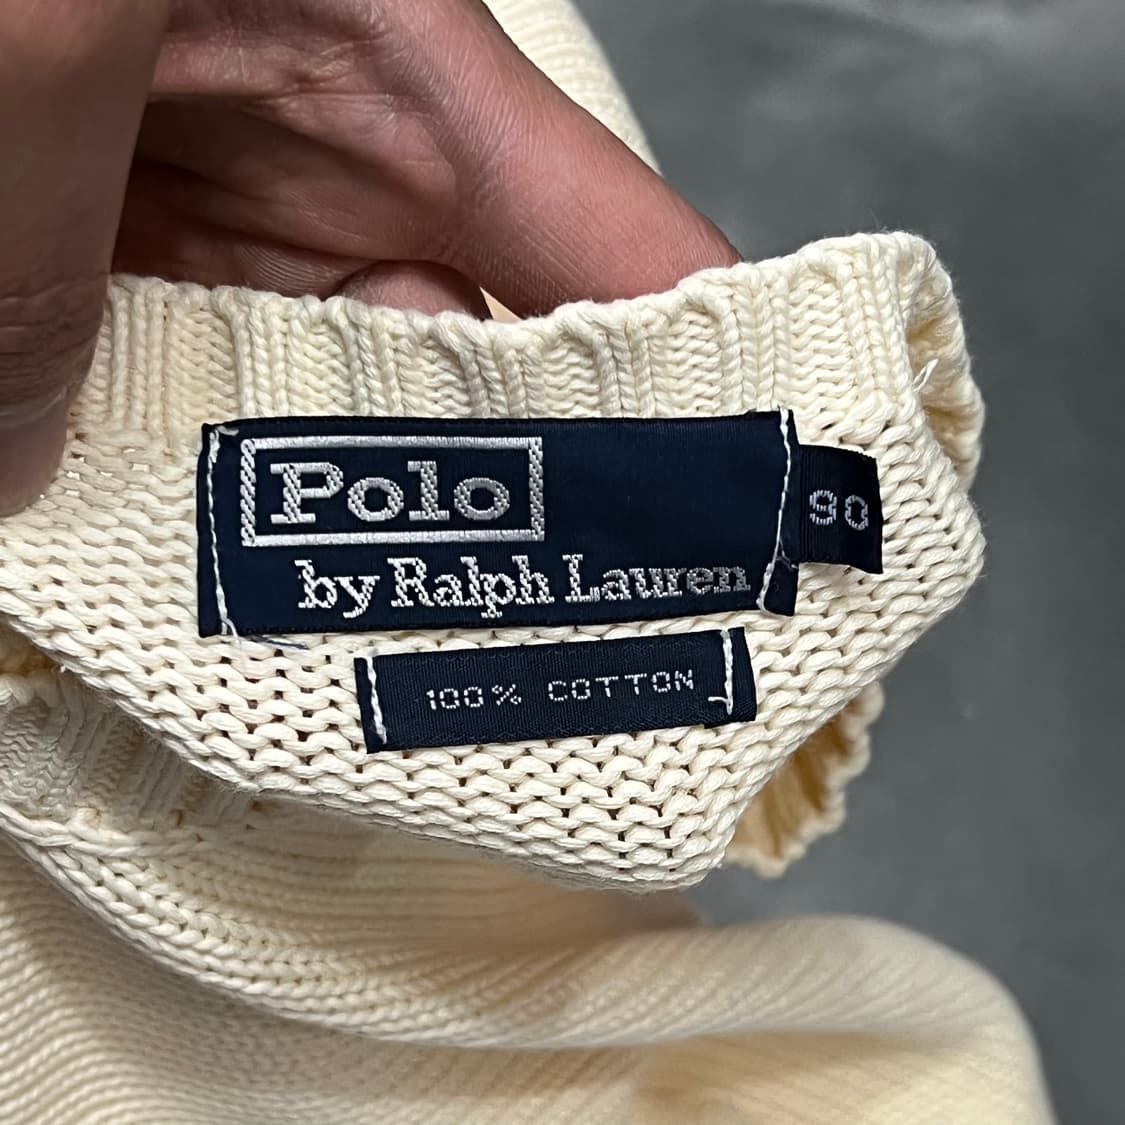 Polo
by Ralph Lauren
90
100% COTTON